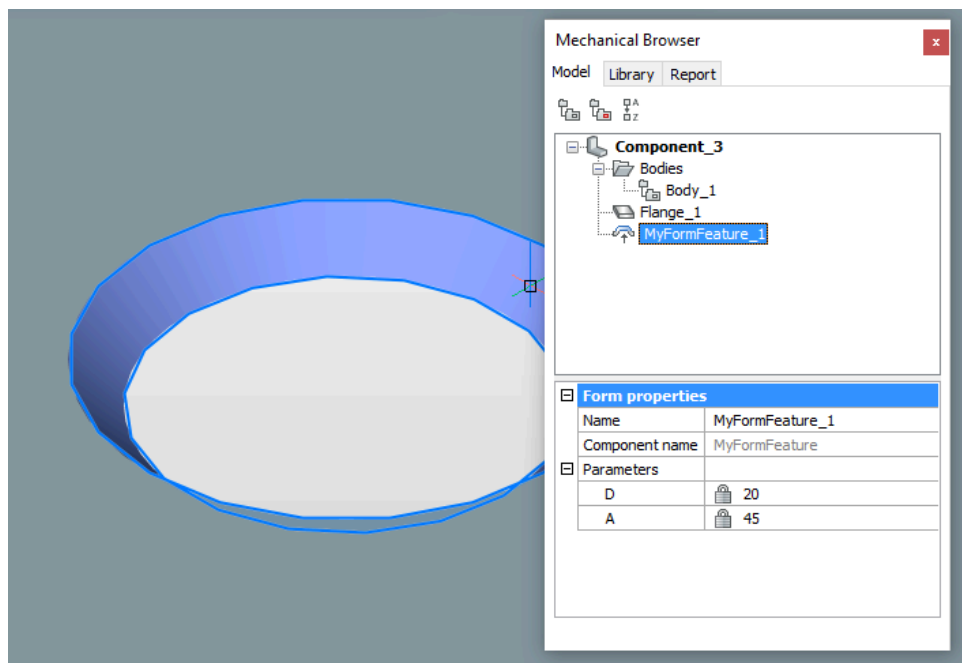 Mechanical Browser
x
Model Library Report
A
Z
Component_3
Bodies
Body_1
Flange_1
MyFormFeature_1
Form properties
Name MyFormFeature_1
Component name MyFormFeature
Parameters
D 20
A 45